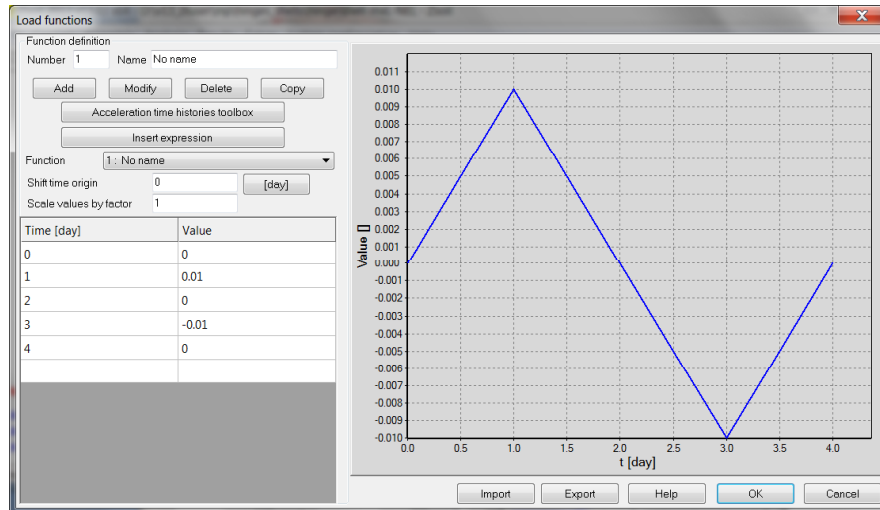 Load functions
Function definition
Number 1 Name No name
Add Modify Delete Copy
Acceleration time histories toolbox
Insert expression
Function 1 : No name
Shift time origin 0 [day]
Scale values by factor 1
Time [day] Value
0 0
1 0.01
2 0
3 -0.01
4 0
Value []
0.011
0.010
0.009
0.008
0.007
0.006
0.005
0.004
0.003
0.002
0.001
0.000
-0.001
-0.002
-0.003
-0.004
-0.005
-0.006
-0.007
-0.008
-0.009
-0.010
0.0 0.5 1.0 1.5 2.0 2.5 3.0 3.5 4.0
t [day]
Import Export Help OK Cancel